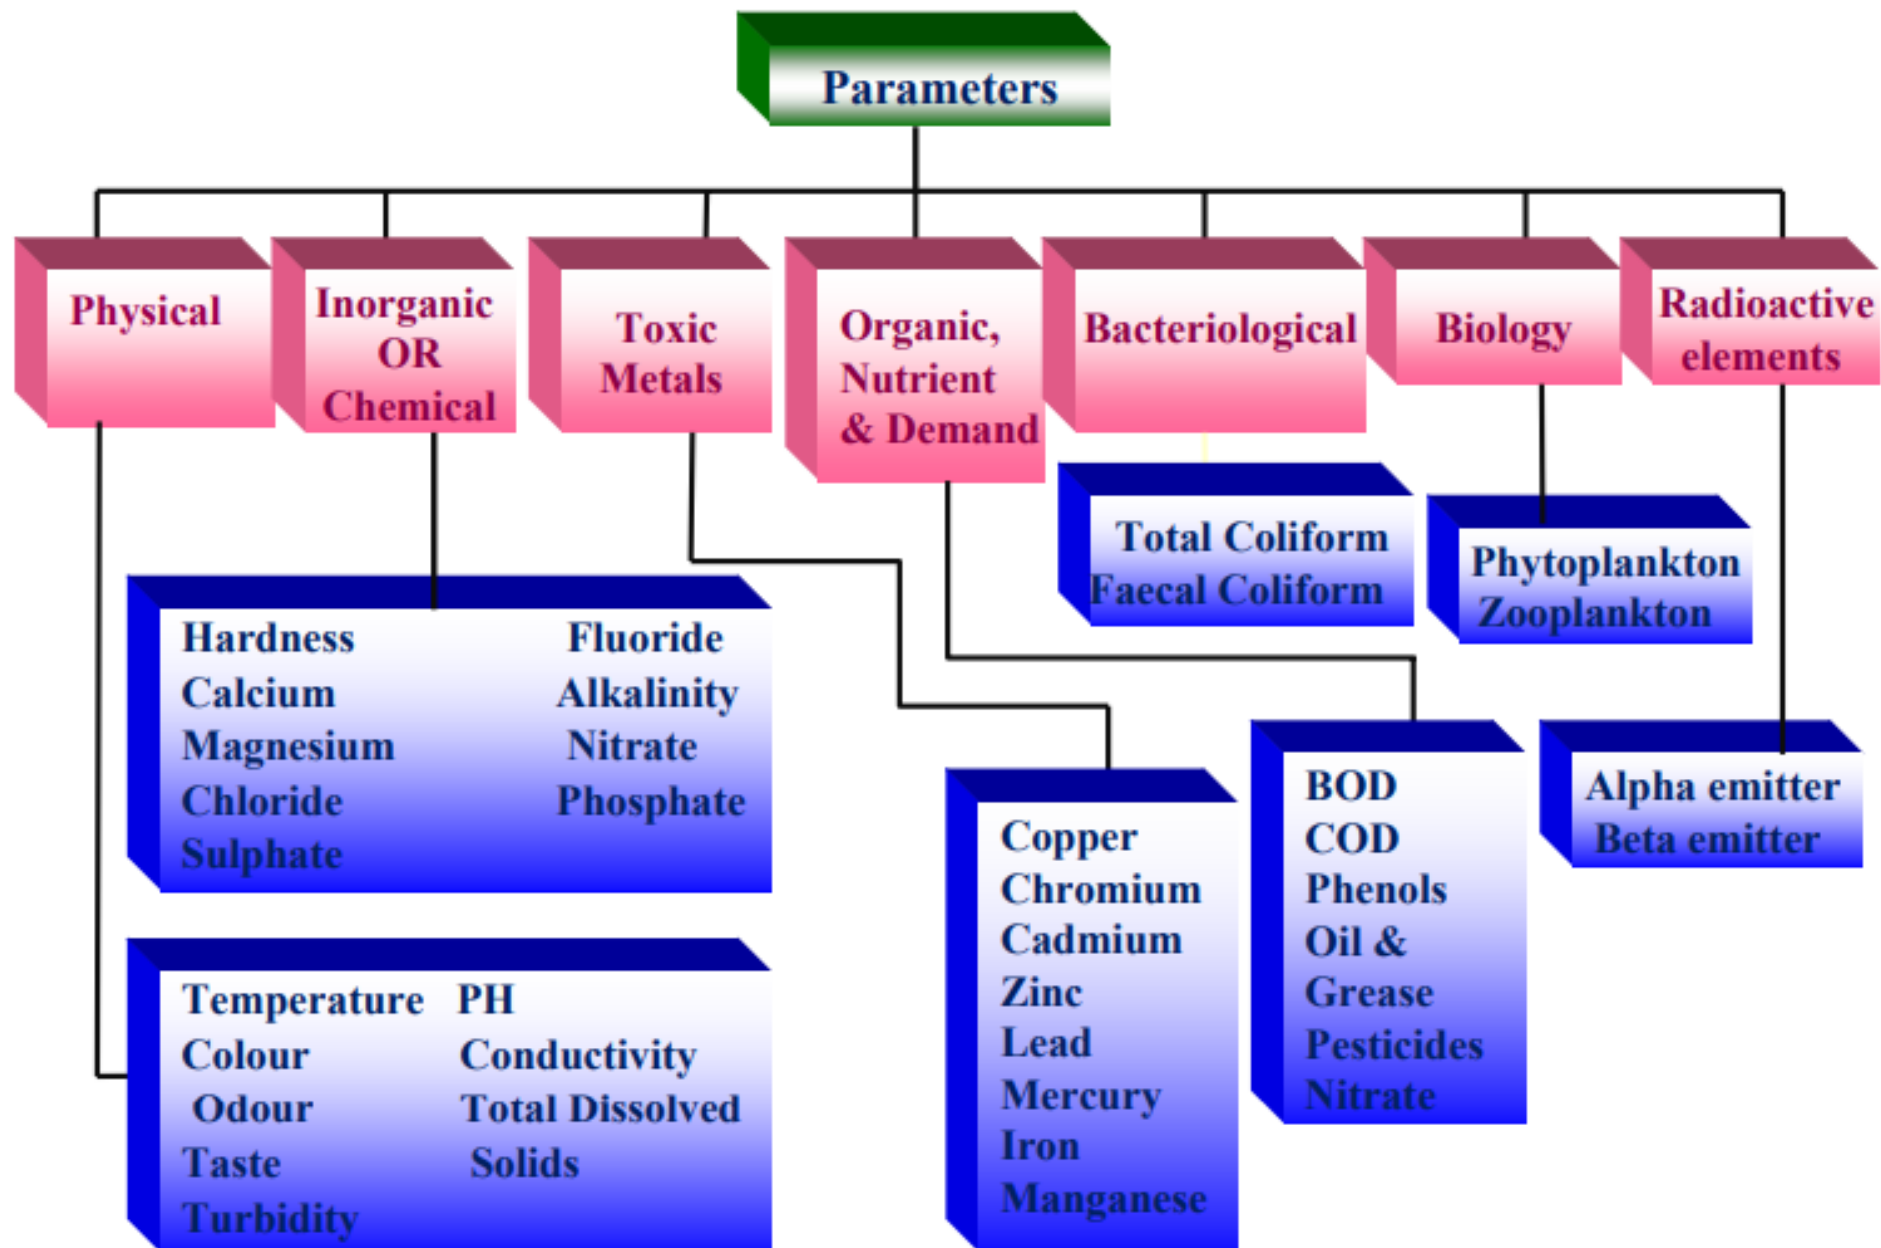 Parameters
Physical
Inorganic
OR
Chemical
Toxic
Metals
Organic,
Nutrient
& Demand
Bacteriological
Biology
Radioactive
elements
Total Coliform
Faecal Coliform
Phytoplankton
Zooplankton
Hardness Fluoride
Calcium Alkalinity
Magnesium Nitrate
Chloride Phosphate
Sulphate
Temperature PH
Colour Conductivity
Odour Total Dissolved
Taste Solids
Turbidity
Copper
Chromium
Cadmium
Zinc
Lead
Mercury
Iron
Manganese
BOD
COD
Phenols
Oil &
Grease
Pesticides
Nitrate
Alpha emitter
Beta emitter